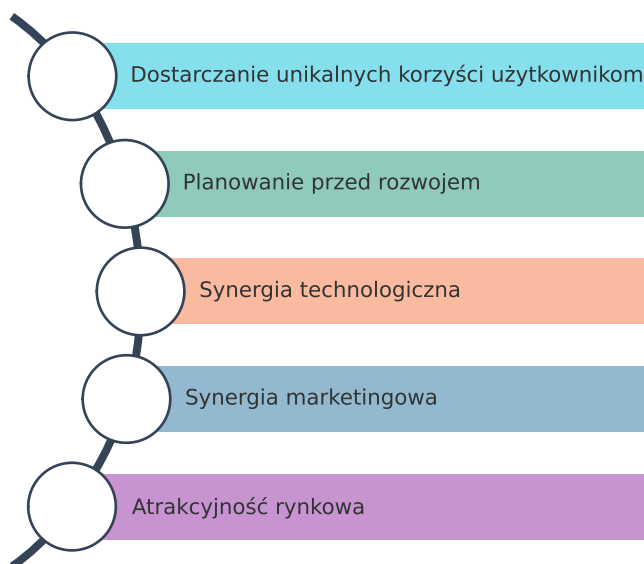 Dostarczanie unikalnych korzyści użytkownikom
Planowanie przed rozwojem
Synergia technologiczna
Synergia marketingowa
Atrakcyjność rynkowa